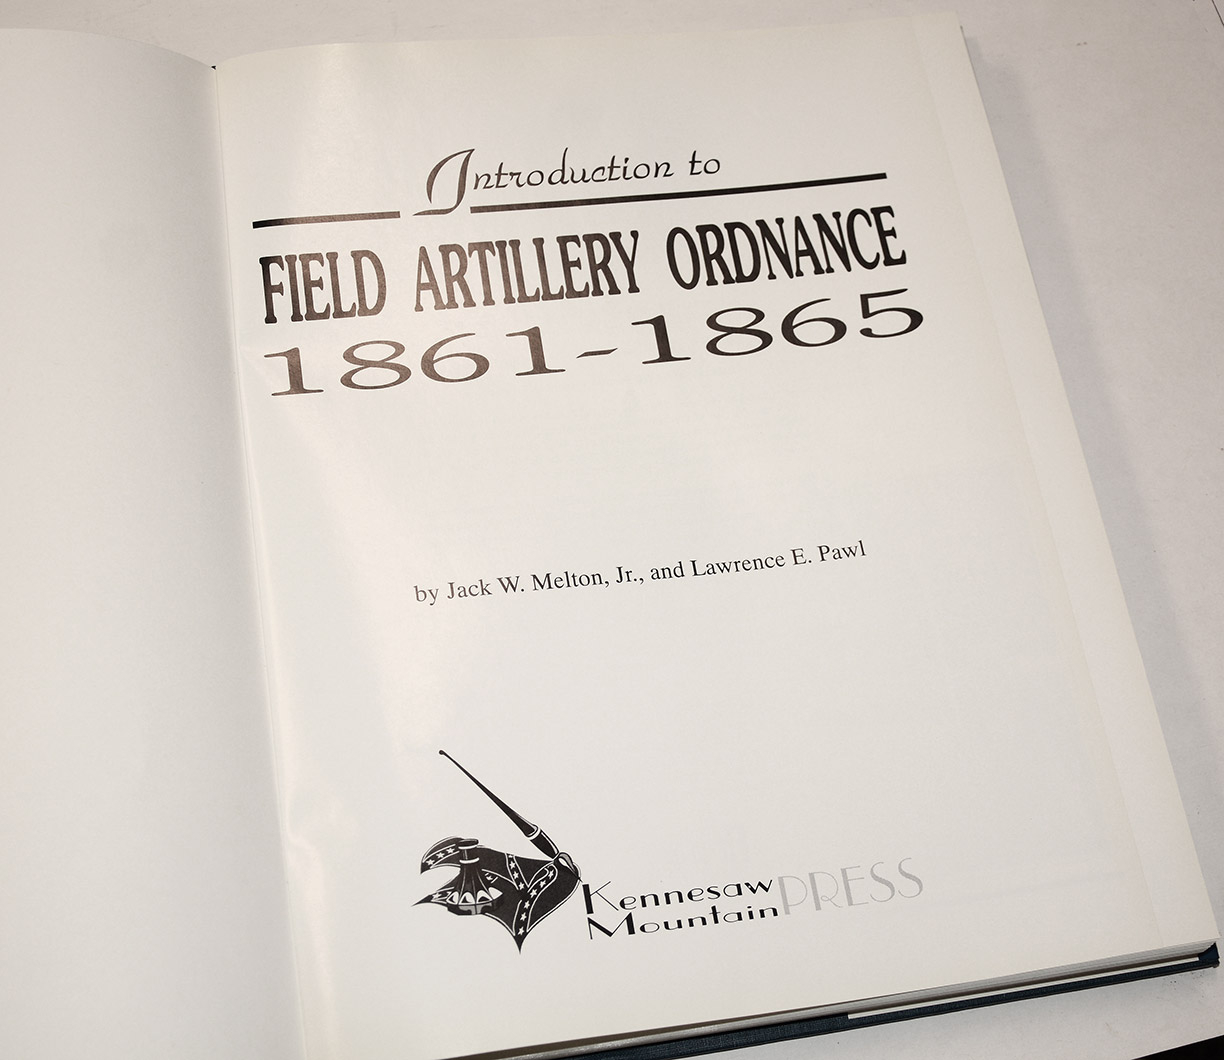 Introduction to
FIELD ARTILLERY ORDNANCE
1861-1865
by Jack W. Melton, Jr., and Lawrence E. Pawl
Kennesaw
Mountain PRESS